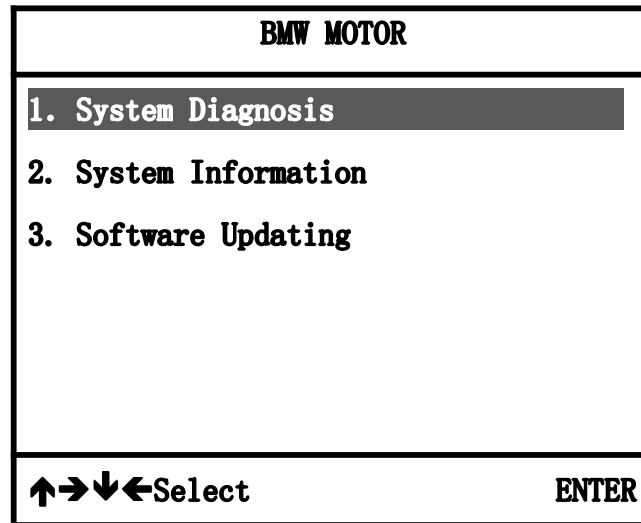 BMW MOTOR
1. System Diagnosis
2. System Information
3. Software Updating
↑→↓←Select ENTER